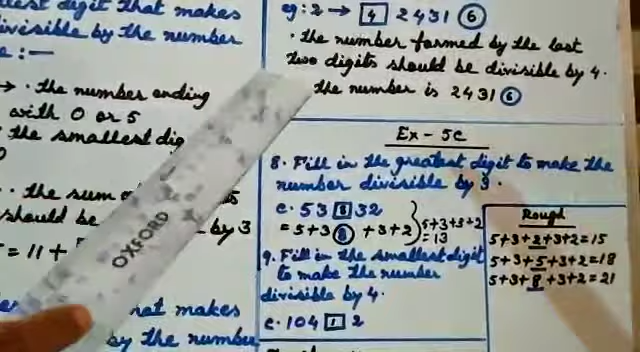 llest digit that makes
ivisible by the number
e :—
→ · the number ending
with 0 or 5
the smallest dig
0
· the sum
should be by 3
= 11 +
hat makes
by the number
eg : 2 → 4 2431 6
· the number formed by the last
two digits should be divisible by 4.
the number is 2431 6
Ex - 5C
8. Fill in the greatest digit to make the
number divisible by 3.
c. 53 8 32
= 5+3 8 +3+2 } 5+3+3+2
= 13
9. Fill in the smallest digit
to make the number
divisible by 4.
c. 104 1 2
Rough
5+3+2+3+2=15
5+3+5+3+2=18
5+3+8+3+2=21
OXFORD